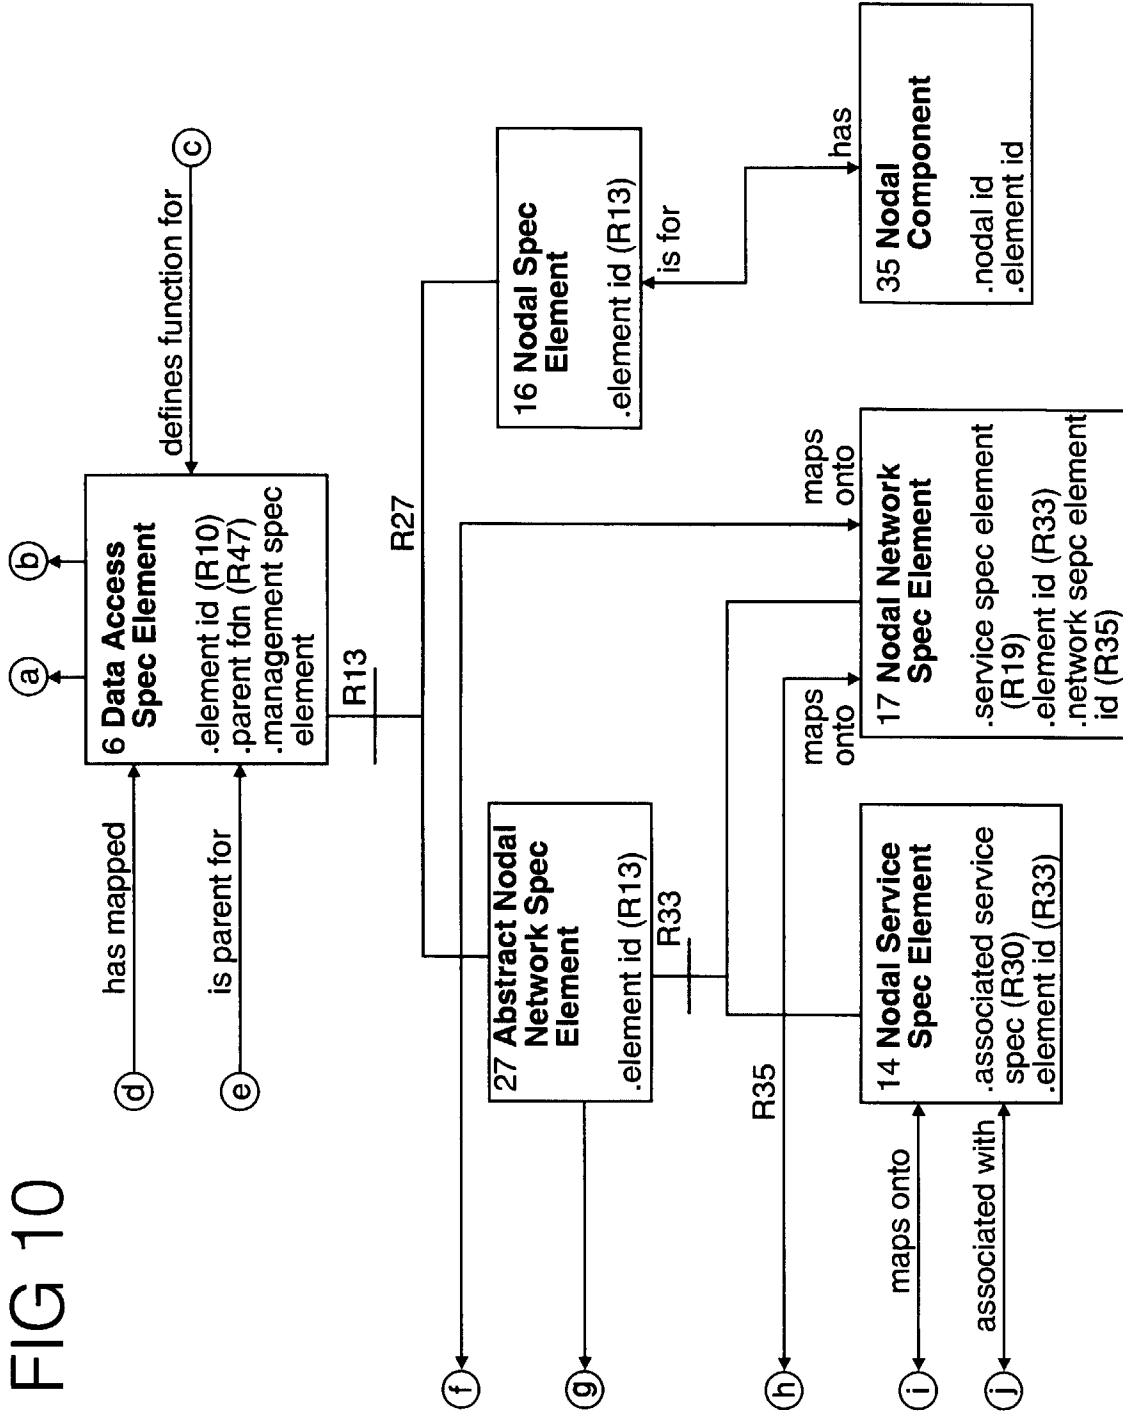 FIG 10
a
b
c
defines function for
has mapped
d
is parent for
e
6 Data Access
Spec Element
.element id (R10)
.parent fdn (R47)
.management spec
element
R13
R27
f
g
27 Abstract Nodal
Network Spec
Element
.element id (R13)
R33
16 Nodal Spec
Element
.element id (R13)
is for
has
R35
h
maps
onto
maps
onto
maps onto
i
associated with
j
14 Nodal Service
Spec Element
.associated service
spec (R30)
.element id (R33)
17 Nodal Network
Spec Element
.service spec element
(R19)
.element id (R33)
.network sepc element
id (R35)
35 Nodal
Component
.nodal id
.element id